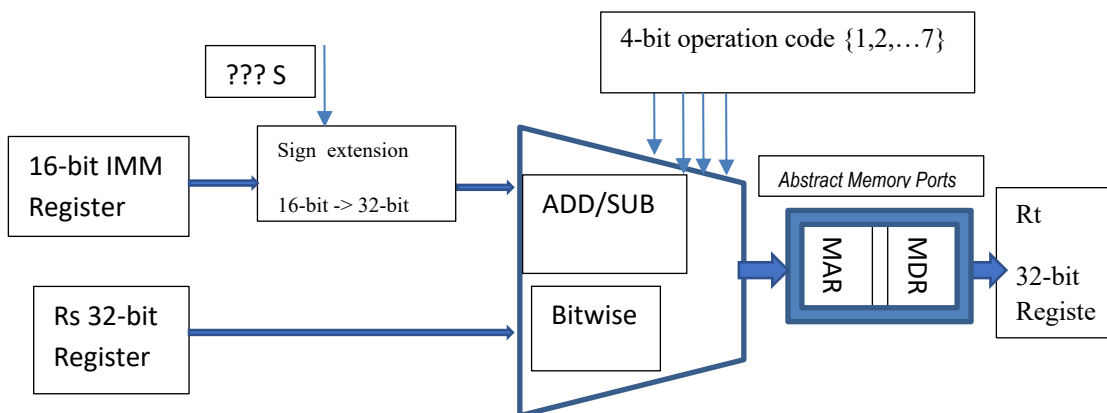 4-bit operation code {1,2,…7}
??? S
16-bit IMM
Register
Sign extension
16-bit -> 32-bit
ADD/SUB
Abstract Memory Ports
MAR
MDR
Rt
32-bit
Registe
Rs 32-bit
Register
Bitwise